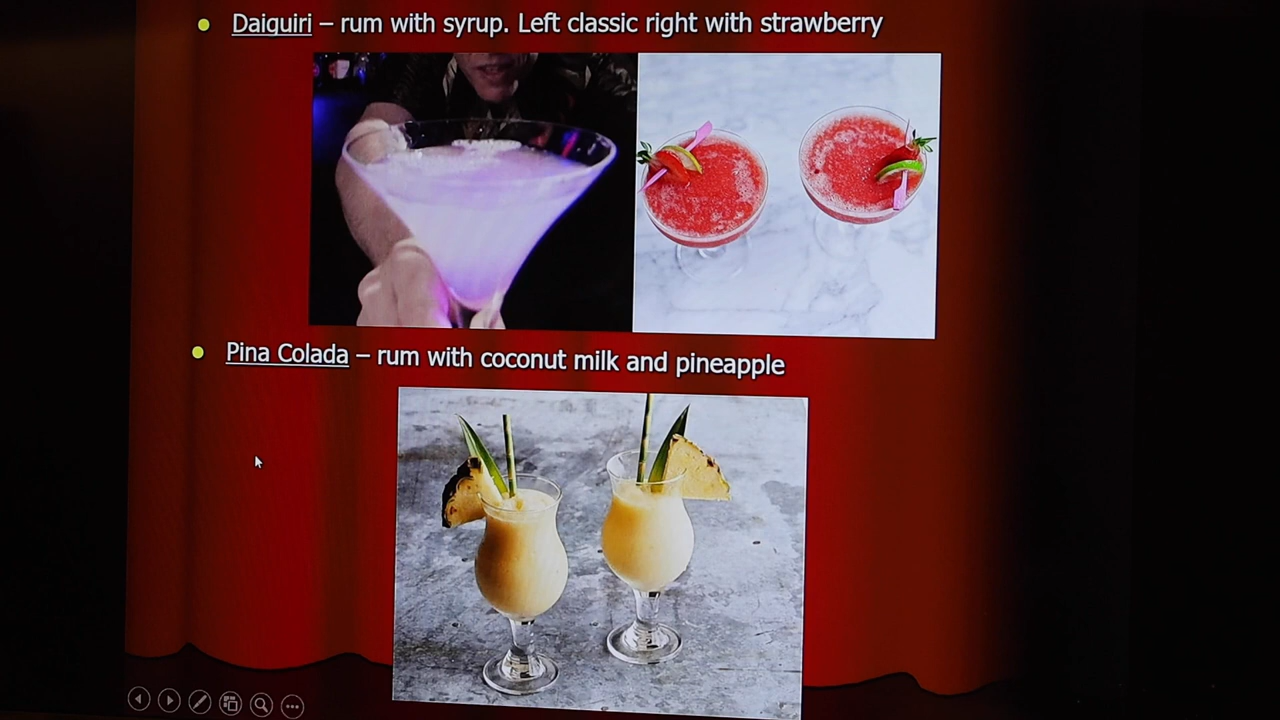 Daiguiri – rum with syrup. Left classic right with strawberry
Pina Colada – rum with coconut milk and pineapple